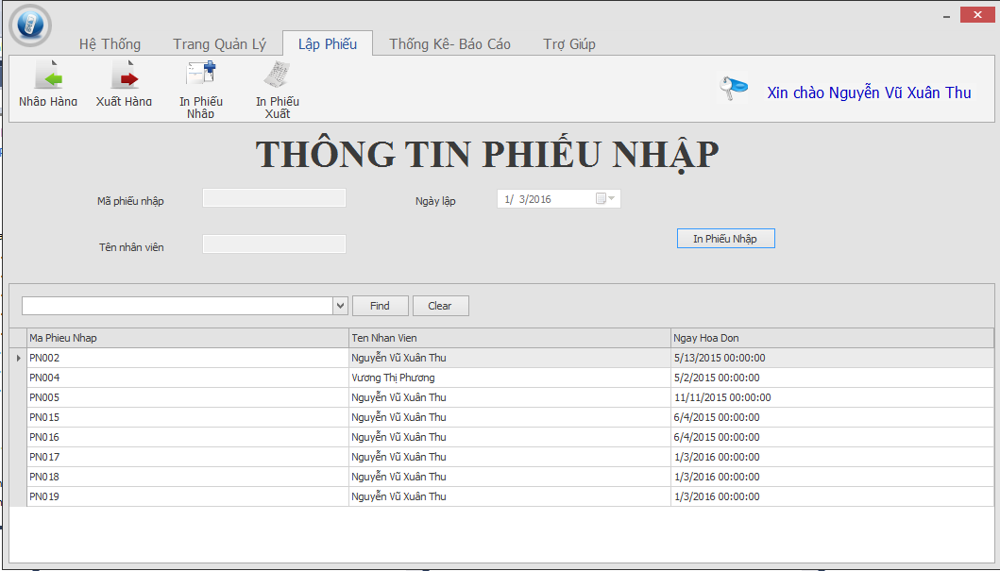 Hệ Thống Trang Quản Lý Lập Phiếu Thống Kê- Báo Cáo Trợ Giúp
Nhập Hàng Xuất Hàng In Phiếu Nhập In Phiếu Xuất
Xin chào Nguyễn Vũ Xuân Thu
THÔNG TIN PHIẾU NHẬP
Mã phiếu nhập Ngày lập 1/ 3/2016
Tên nhân viên In Phiếu Nhập
Find Clear
Ma Phieu Nhap Ten Nhan Vien Ngay Hoa Don
PN002 Nguyễn Vũ Xuân Thu 5/13/2015 00:00:00
PN004 Vương Thị Phương 5/2/2015 00:00:00
PN005 Nguyễn Vũ Xuân Thu 11/11/2015 00:00:00
PN015 Nguyễn Vũ Xuân Thu 6/4/2015 00:00:00
PN016 Nguyễn Vũ Xuân Thu 6/4/2015 00:00:00
PN017 Nguyễn Vũ Xuân Thu 1/3/2016 00:00:00
PN018 Nguyễn Vũ Xuân Thu 1/3/2016 00:00:00
PN019 Nguyễn Vũ Xuân Thu 1/3/2016 00:00:00